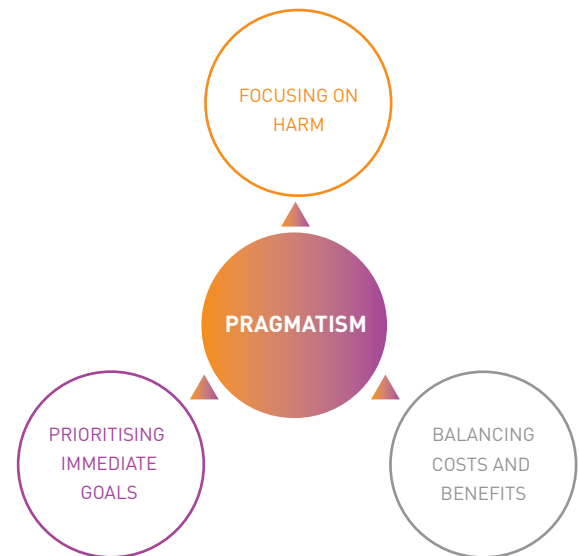 FOCUSING ON
HARM
PRAGMATISM
PRIORITISING
IMMEDIATE
GOALS
BALANCING
COSTS AND
BENEFITS